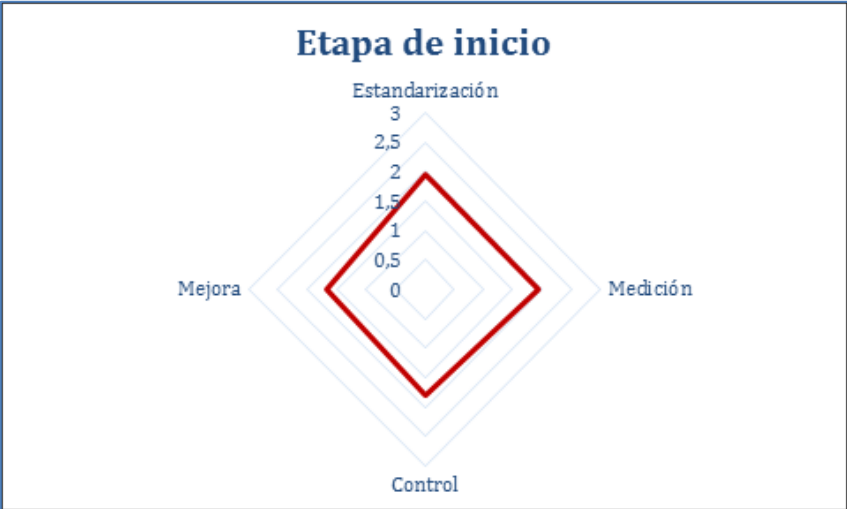 Etapa de inicio
Estandarización
3
2,5
2
1,5
1
0,5
0
Mejora
Medición
Control